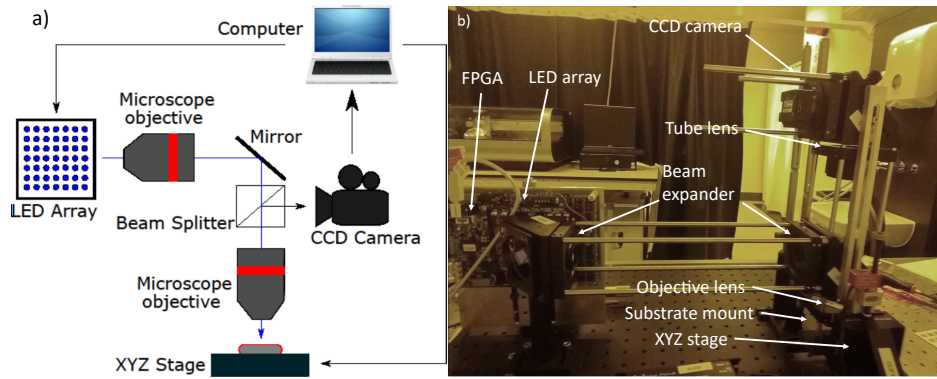 a)
Computer
Microscope
objective
Mirror
LED Array
Beam Splitter
CCD Camera
Microscope
objective
XYZ Stage
b)
CCD camera
FPGA
LED array
Tube lens
Beam
expander
Objective lens
Substrate mount
XYZ stage